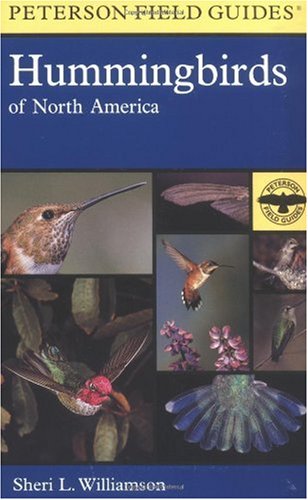 PETERSON FIELD GUIDES®
Hummingbirds
of North America
PETERSON
FIELD GUIDES
Sheri L. Williamson